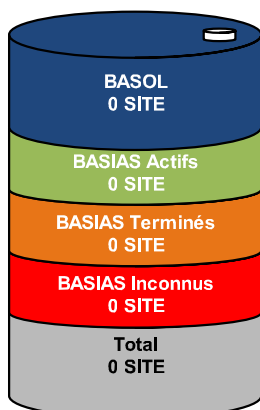 BASOL
0 SITE
BASIAS Actifs
0 SITE
BASIAS Terminés
0 SITE
BASIAS Inconnus
0 SITE
Total
0 SITE